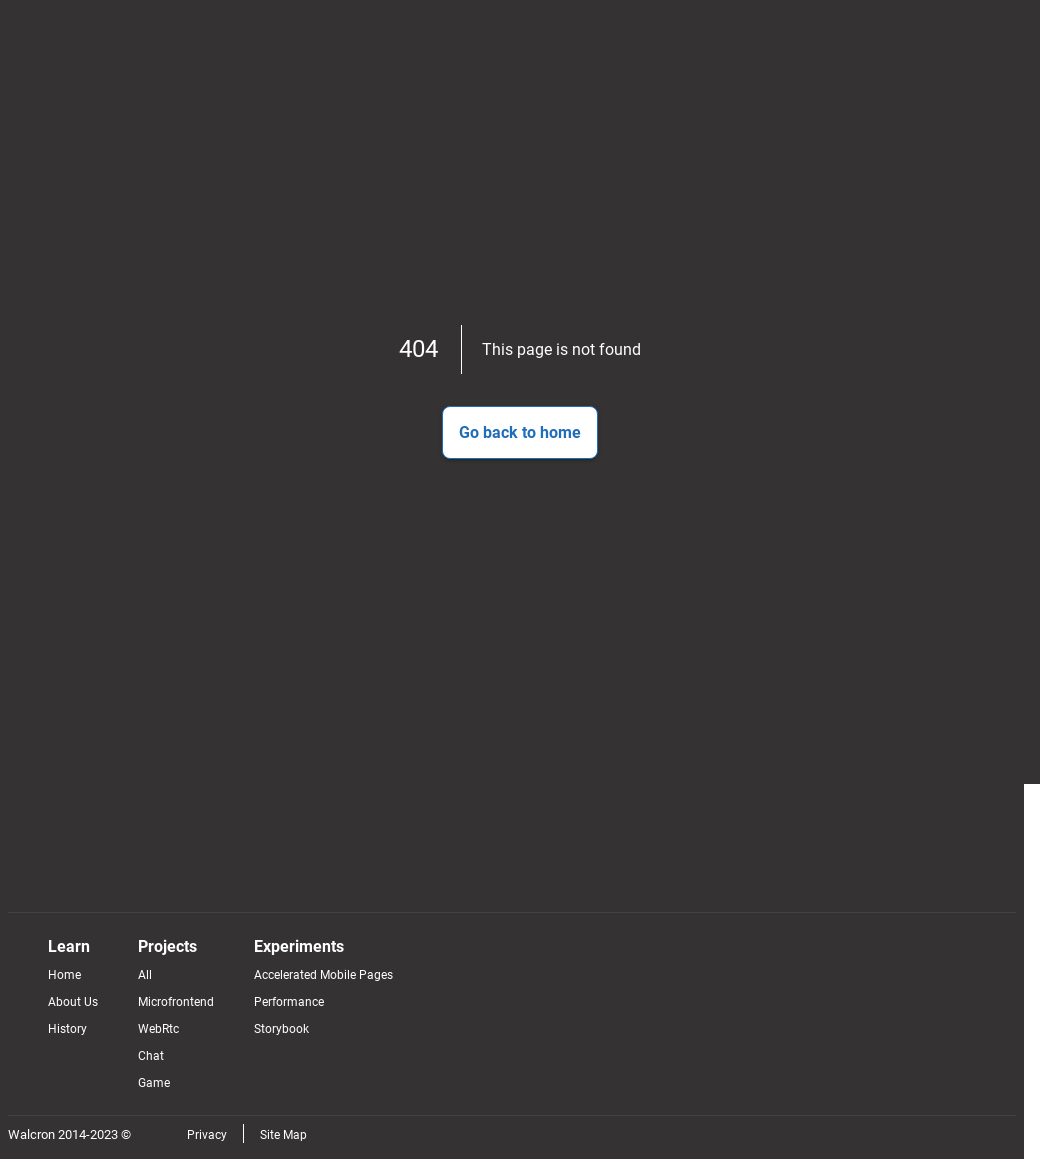 404
This page is not found
Go back to home
Learn
Home
About Us
History
Projects
All
Microfrontend
WebRtc
Chat
Game
Experiments
Accelerated Mobile Pages
Performance
Storybook
Walcron 2014-2023 ©
Privacy
Site Map